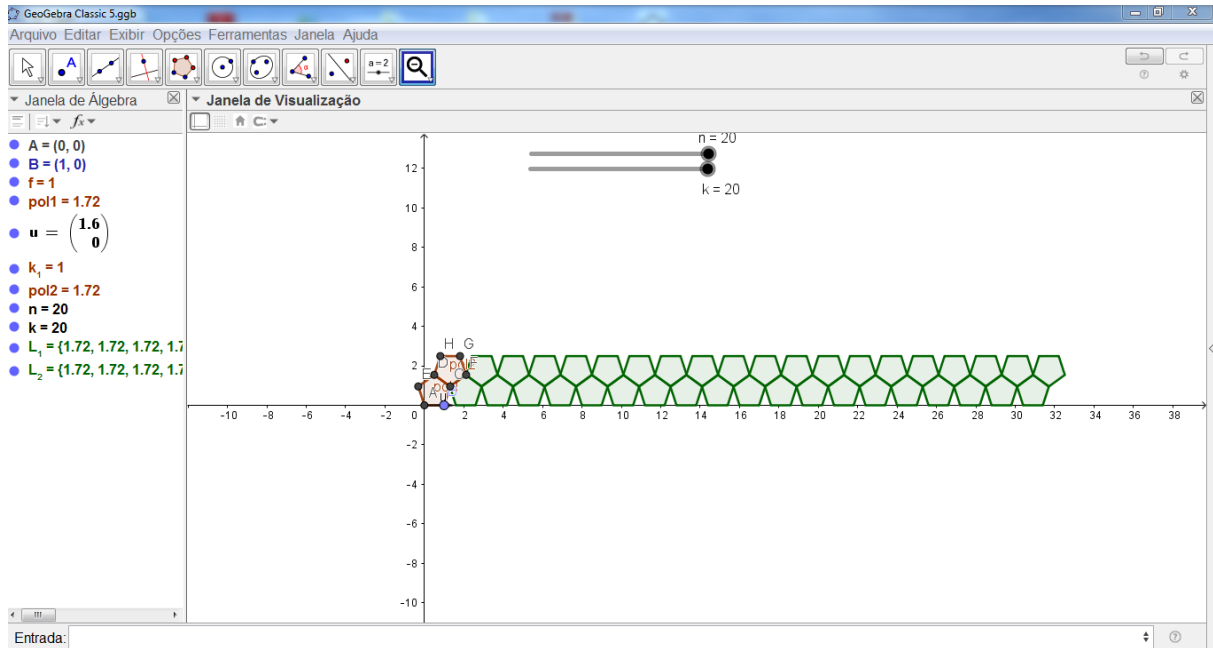 GeoGebra Classic 5.ggb
Arquivo Editar Exibir Opções Ferramentas Janela Ajuda
A
a = 2
Janela de Álgebra
Janela de Visualização
fx
A = (0, 0)
B = (1, 0)
f = 1
pol1 = 1.72
u = (1.6
0)
k₁ = 1
pol2 = 1.72
n = 20
k = 20
L₁ = {1.72, 1.72, 1.72, 1.7
L₂ = {1.72, 1.72, 1.72, 1.7
n = 20
k = 20
12
10
8
6
4
2
H G
D
E C
A u
-10 -8 -6 -4 -2 0 2 4 6 8 10 12 14 16 18 20 22 24 26 28 30 32 34 36 38
-2
-4
-6
-8
-10
Entrada: